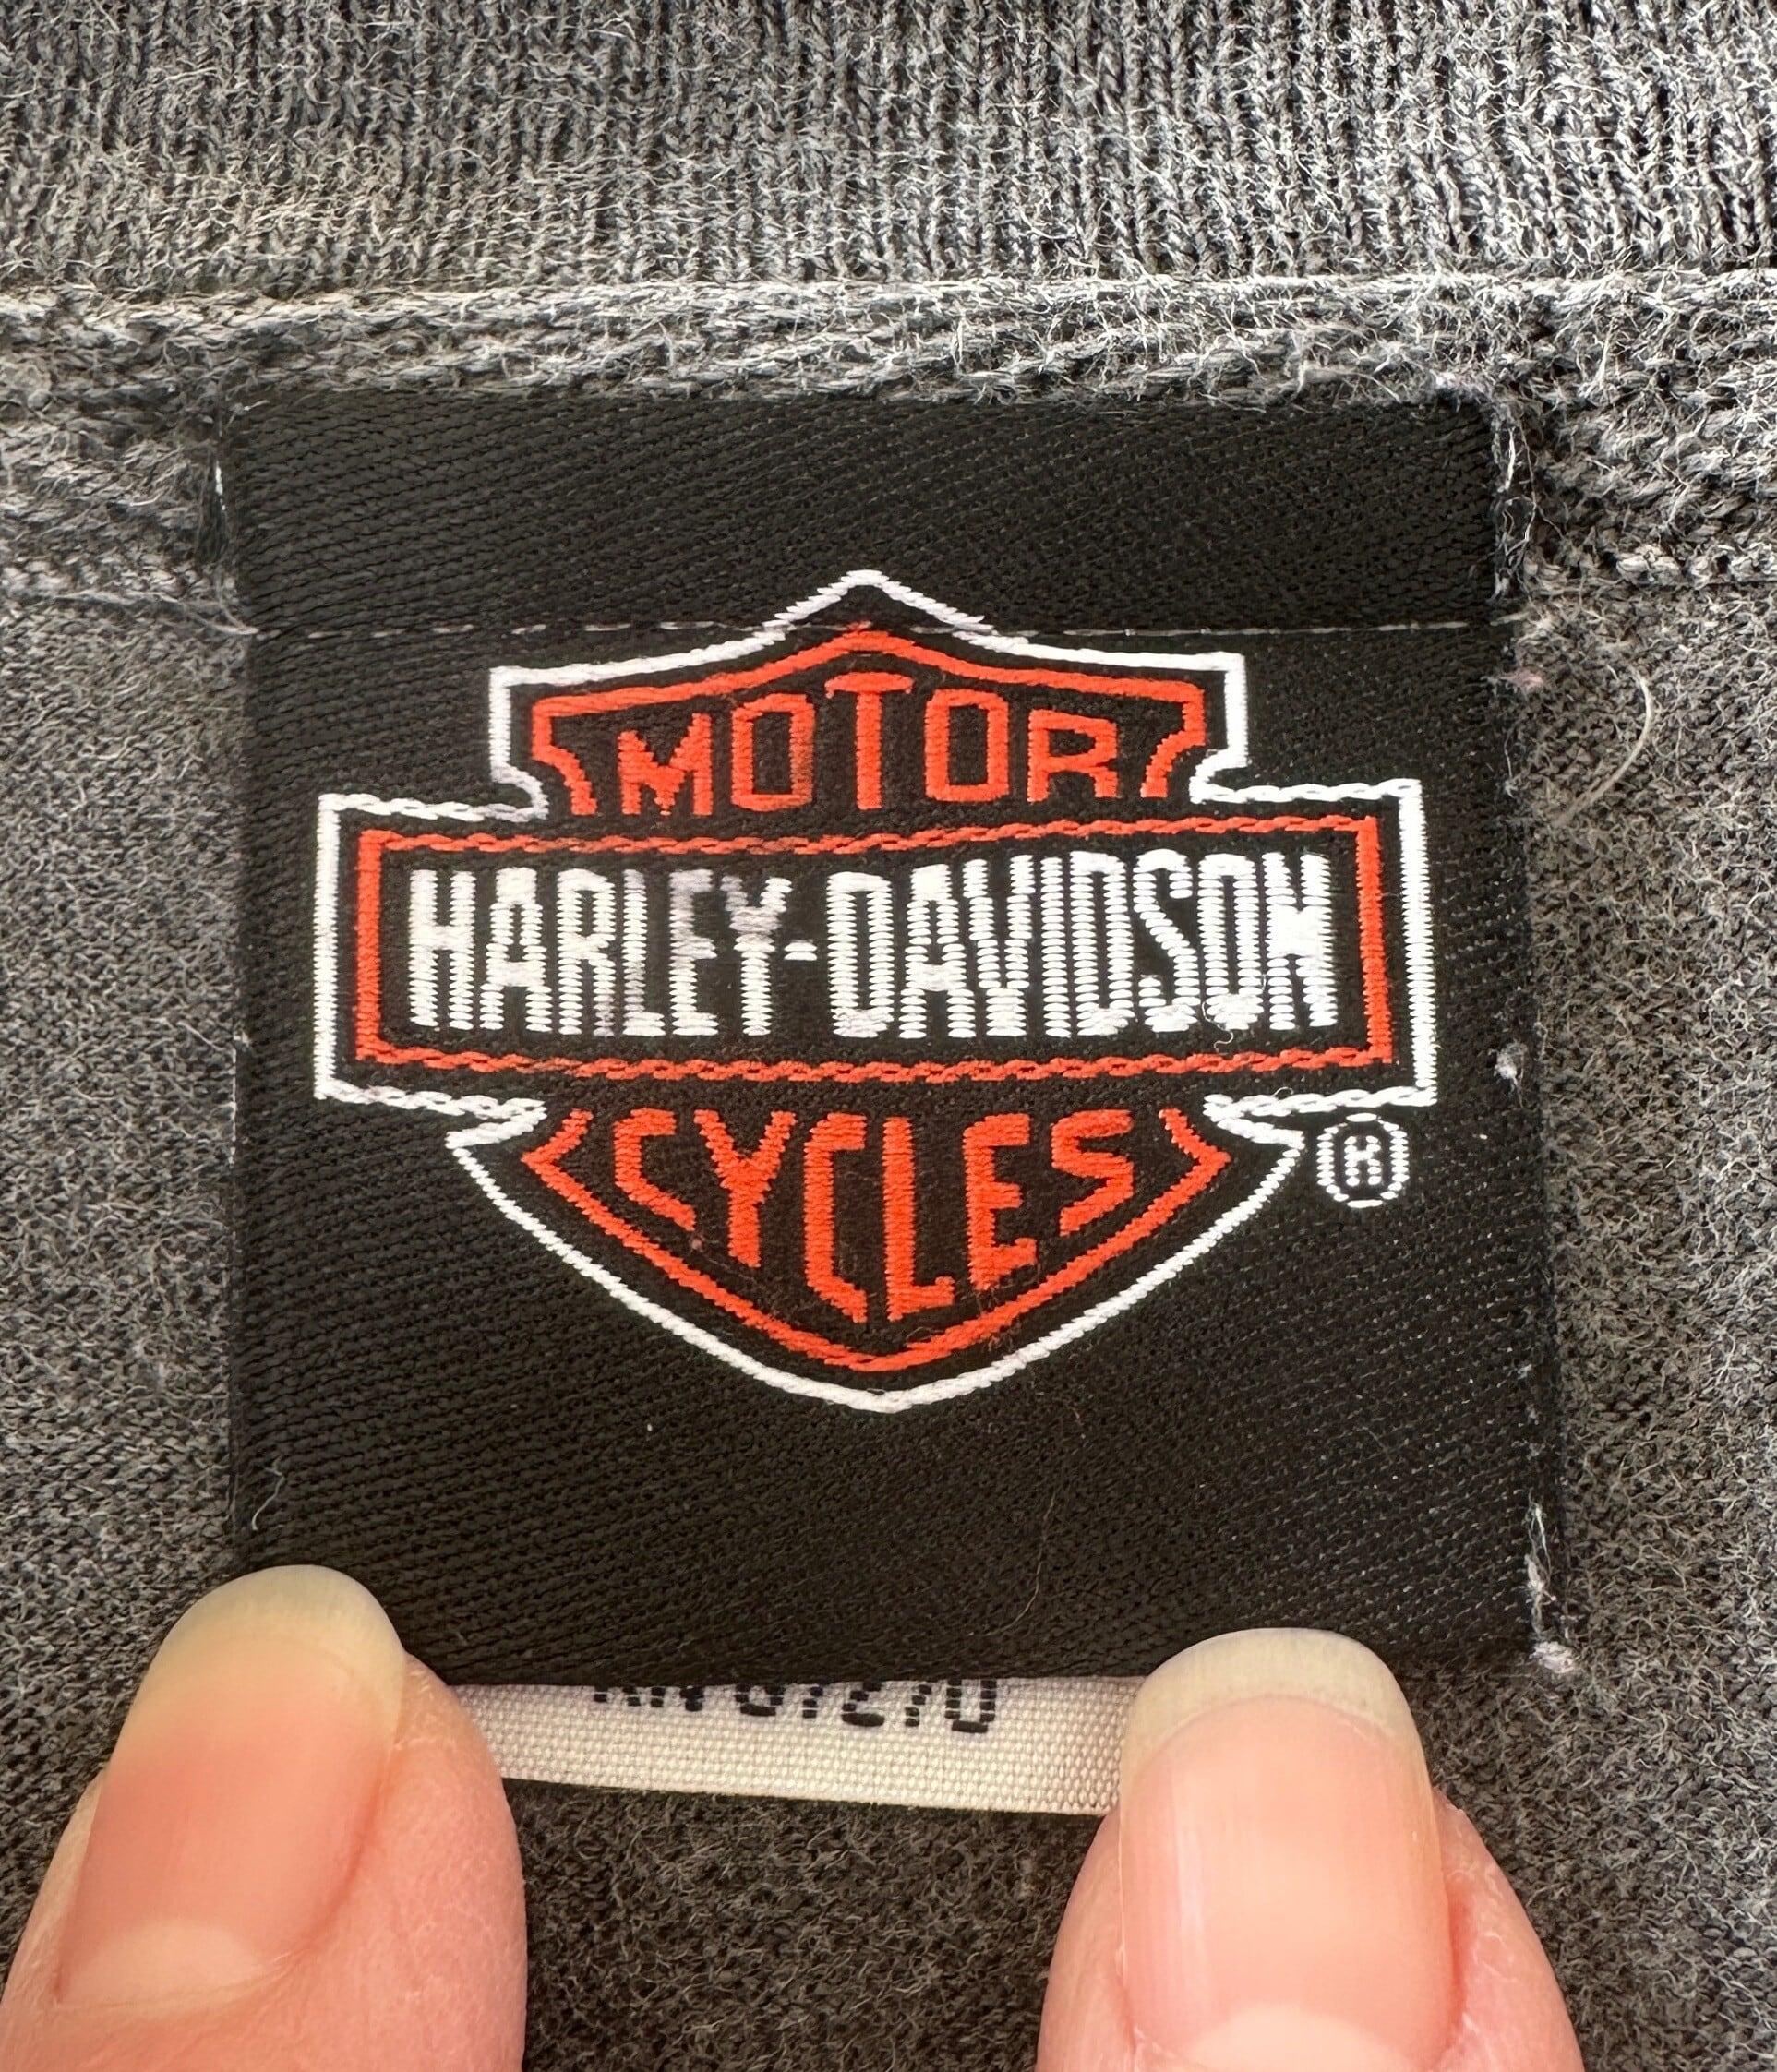 MOTOR
HARLEY-DAVIDSON
CYCLES
®